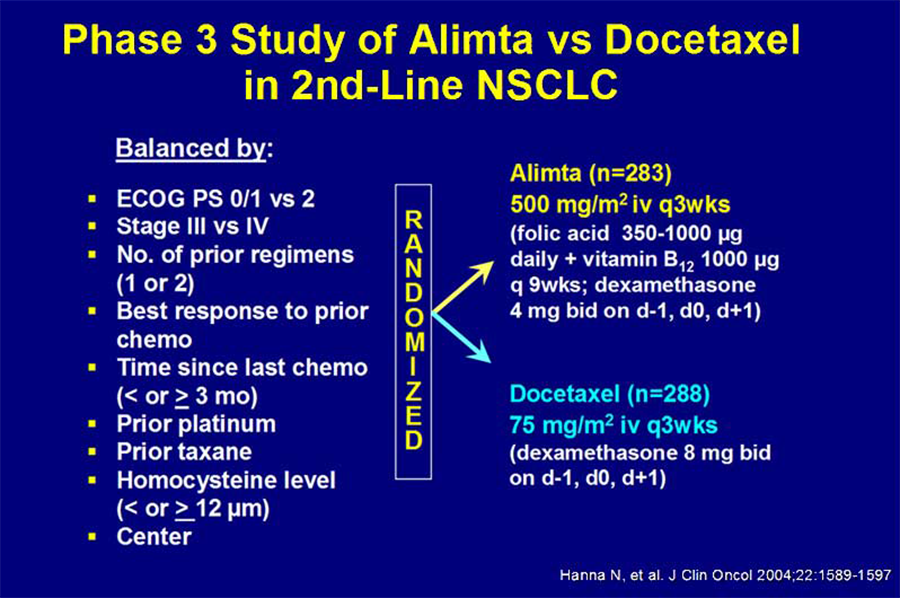 Phase 3 Study of Alimta vs Docetaxel
in 2nd-Line NSCLC
Balanced by:
▪ ECOG PS 0/1 vs 2
▪ Stage III vs IV
▪ No. of prior regimens
(1 or 2)
▪ Best response to prior
chemo
▪ Time since last chemo
(< or ≥ 3 mo)
▪ Prior platinum
▪ Prior taxane
▪ Homocysteine level
(< or ≥ 12 µm)
▪ Center
RANDOMIZED
Alimta (n=283)
500 mg/m² iv q3wks
(folic acid 350-1000 µg
daily + vitamin B₁₂ 1000 µg
q 9wks; dexamethasone
4 mg bid on d-1, d0, d+1)
Docetaxel (n=288)
75 mg/m² iv q3wks
(dexamethasone 8 mg bid
on d-1, d0, d+1)
Hanna N, et al. J Clin Oncol 2004;22:1589-1597